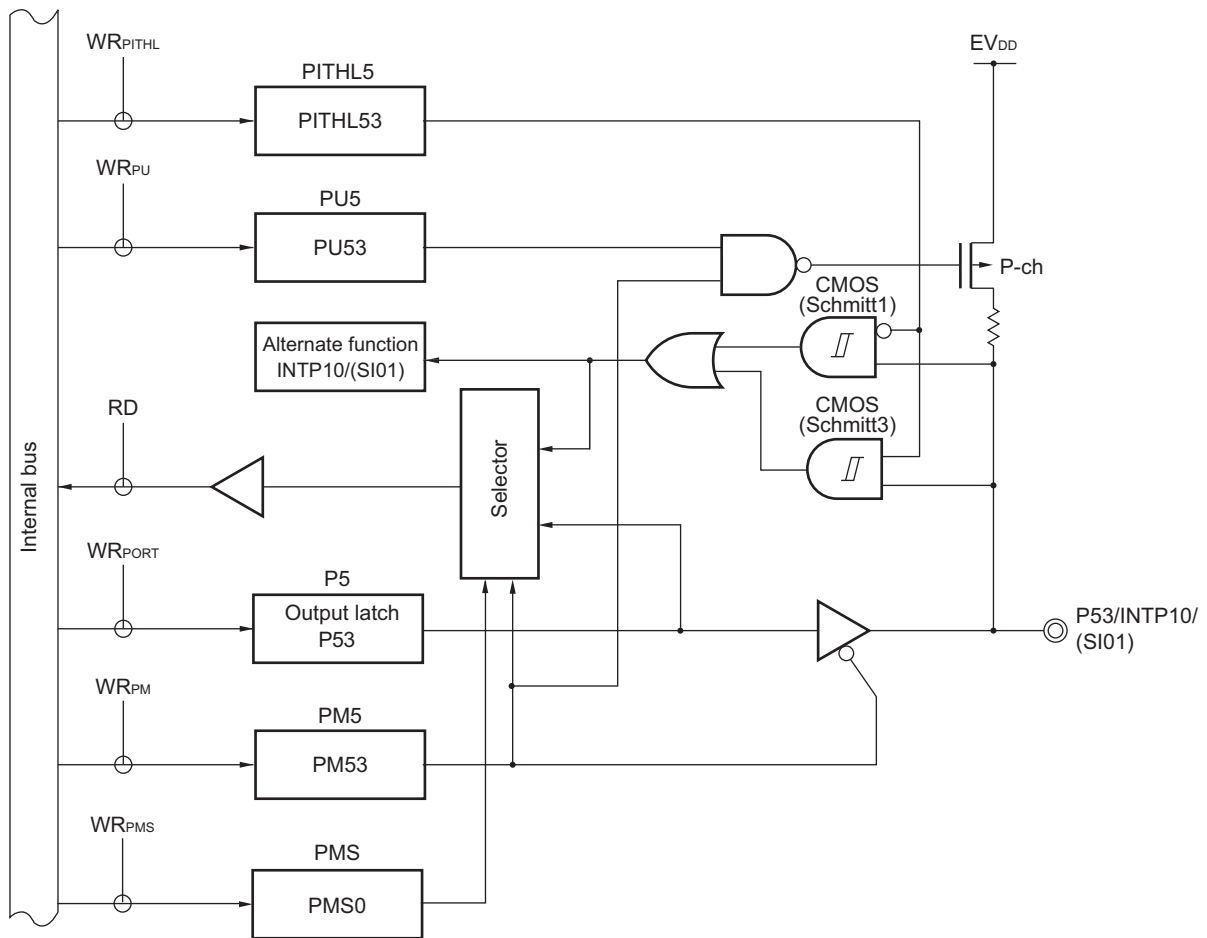 WRPITHL
EVDD
PITHL5
PITHL53
WRPU
PU5
PU53
P-ch
CMOS
(Schmitt1)
Alternate function
INTP10/(SI01)
RD
CMOS
(Schmitt3)
Selector
Internal bus
WRPORT
P5
Output latch
P53
P53/INTP10/
(SI01)
WRPM
PM5
PM53
WRPMS
PMS
PMS0